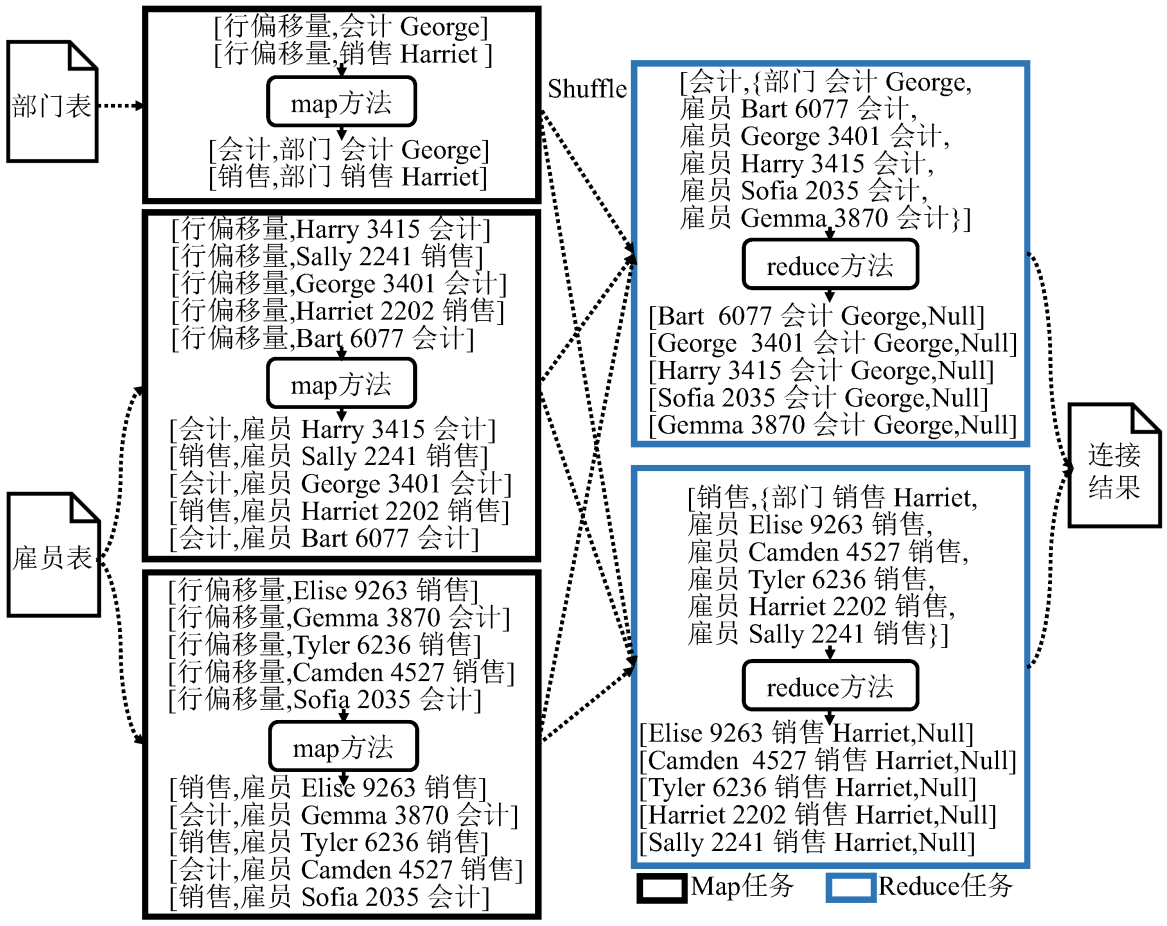 部门表
[行偏移量,会计 George]
[行偏移量,销售 Harriet ]
map方法
[会计,部门 会计 George]
[销售,部门 销售 Harriet]
雇员表
[行偏移量,Harry 3415 会计]
[行偏移量,Sally 2241 销售]
[行偏移量,George 3401 会计]
[行偏移量,Harriet 2202 销售]
[行偏移量,Bart 6077 会计]
map方法
[会计,雇员 Harry 3415 会计]
[销售,雇员 Sally 2241 销售]
[会计,雇员 George 3401 会计]
[销售,雇员 Harriet 2202 销售]
[会计,雇员 Bart 6077 会计]
[行偏移量,Elise 9263 销售]
[行偏移量,Gemma 3870 会计]
[行偏移量,Tyler 6236 销售]
[行偏移量,Camden 4527 销售]
[行偏移量,Sofia 2035 会计]
map方法
[销售,雇员 Elise 9263 销售]
[会计,雇员 Gemma 3870 会计]
[销售,雇员 Tyler 6236 销售]
[会计,雇员 Camden 4527 销售]
[销售,雇员 Sofia 2035 会计]
Shuffle
[会计,{部门 会计 George,
雇员 Bart 6077 会计,
雇员 George 3401 会计,
雇员 Harry 3415 会计,
雇员 Sofia 2035 会计,
雇员 Gemma 3870 会计}]
reduce方法
[Bart  6077 会计 George,Null]
[George  3401 会计 George,Null]
[Harry 3415 会计 George,Null]
[Sofia 2035 会计 George,Null]
[Gemma 3870 会计 George,Null]
[销售,{部门 销售 Harriet,
雇员 Elise 9263 销售,
雇员 Camden 4527 销售,
雇员 Tyler 6236 销售,
雇员 Harriet 2202 销售,
雇员 Sally 2241 销售}]
reduce方法
[Elise 9263 销售 Harriet,Null]
[Camden  4527 销售 Harriet,Null]
[Tyler 6236 销售 Harriet,Null]
[Harriet 2202 销售 Harriet,Null]
[Sally 2241 销售 Harriet,Null]
连接
结果
Map任务
Reduce任务